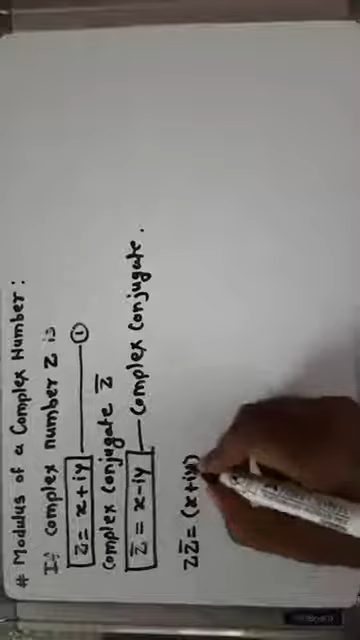 # Modulus of a Complex Number:
If complex number Z is
Z = x + iy ——— ①
Complex conjugate Z̅
Z̅ = x - iy — Complex Conjugate.
ZZ̅ = (x + iy)